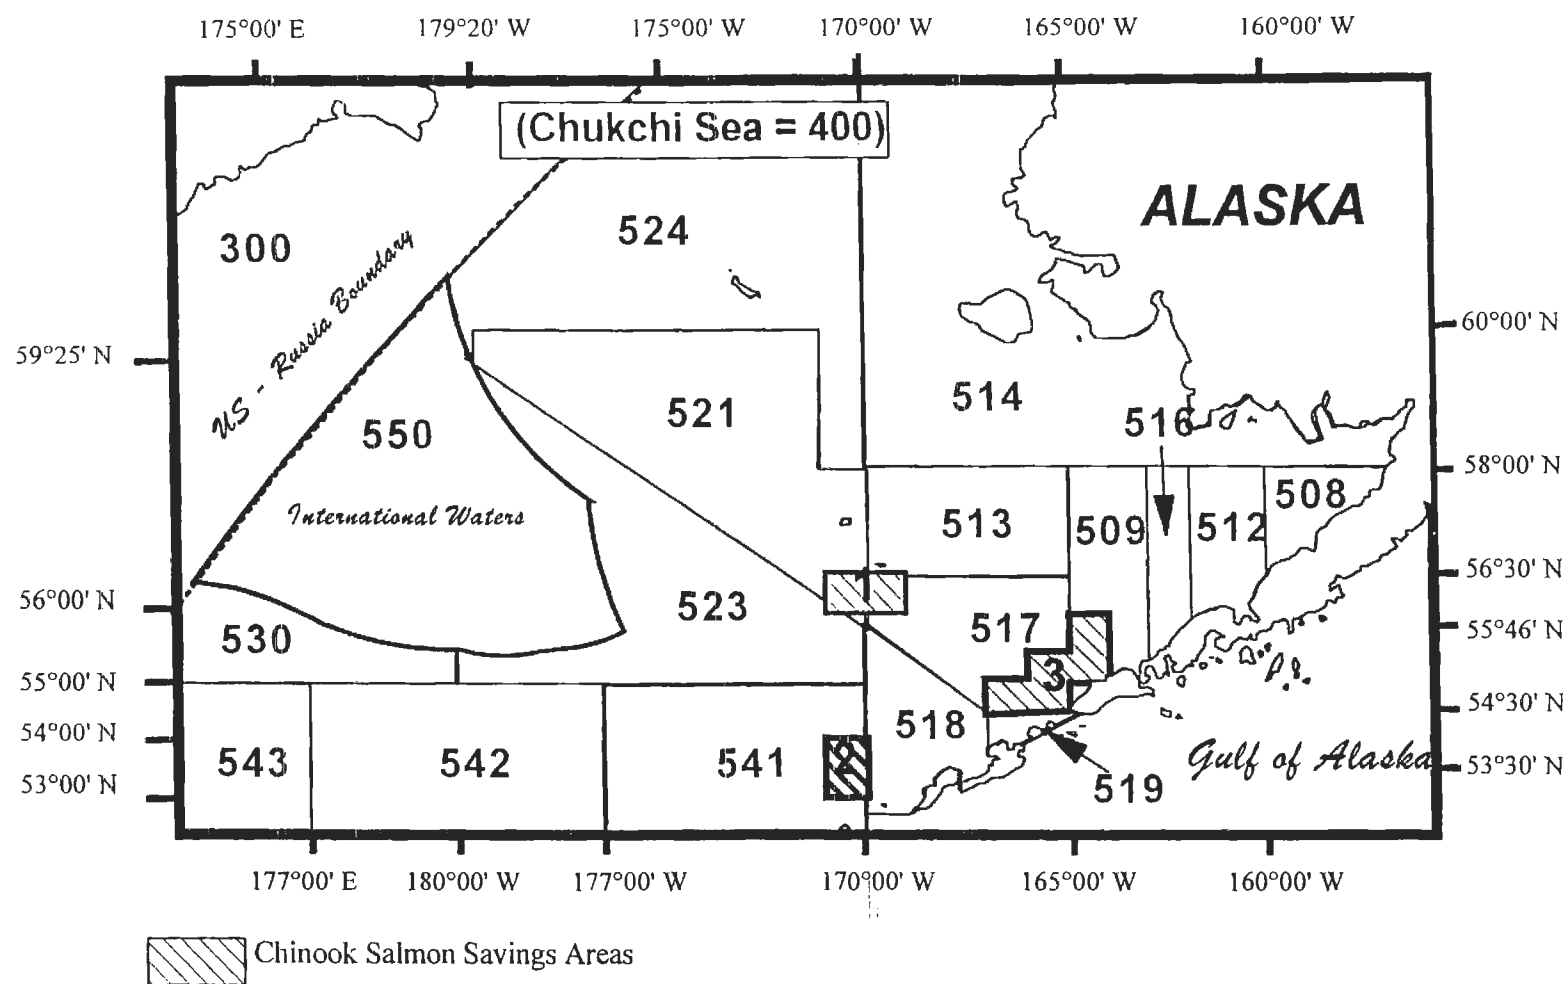 175°00' E 179°20' W 175°00' W 170°00' W 165°00' W 160°00' W
(Chukchi Sea = 400)
ALASKA
524
300
US - Russia Boundary
60°00' N
59°25' N
521
514
516
550
58°00' N
508
International Waters
513
509
512
56°30' N
56°00' N
523
517
55°46' N
530
3
55°00' N
54°30' N
518
54°00' N
543
542
541
2
Gulf of Alaska
53°30' N
53°00' N
519
177°00' E 180°00' W 177°00' W 170°00' W 165°00' W 160°00' W
Chinook Salmon Savings Areas